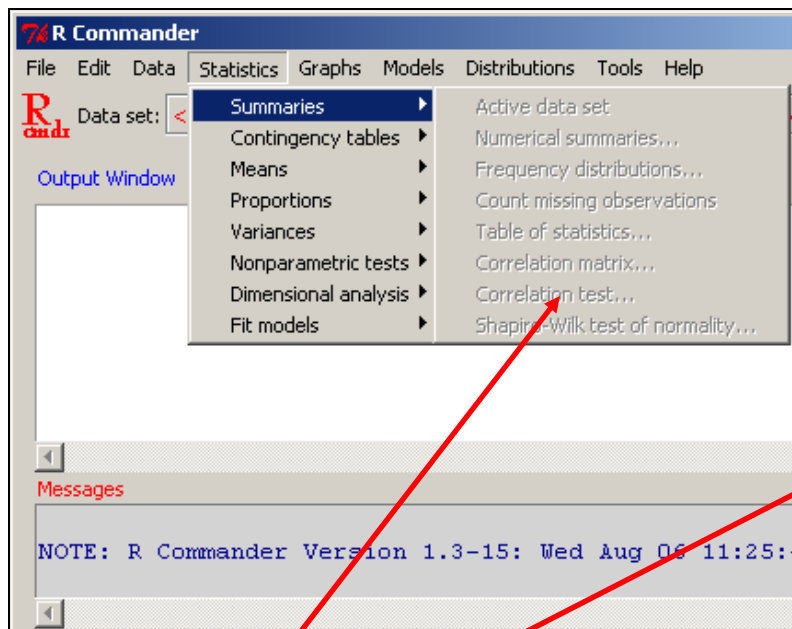 R Commander
File Edit Data Statistics Graphs Models Distributions Tools Help
R cmdr Data set: <
Output Window
Summaries
Contingency tables
Means
Proportions
Variances
Nonparametric tests
Dimensional analysis
Fit models
Active data set
Numerical summaries...
Frequency distributions...
Count missing observations
Table of statistics...
Correlation matrix...
Correlation test...
Shapiro-Wilk test of normality...
Messages
NOTE: R Commander Version 1.3-15: Wed Aug 06 11:25: